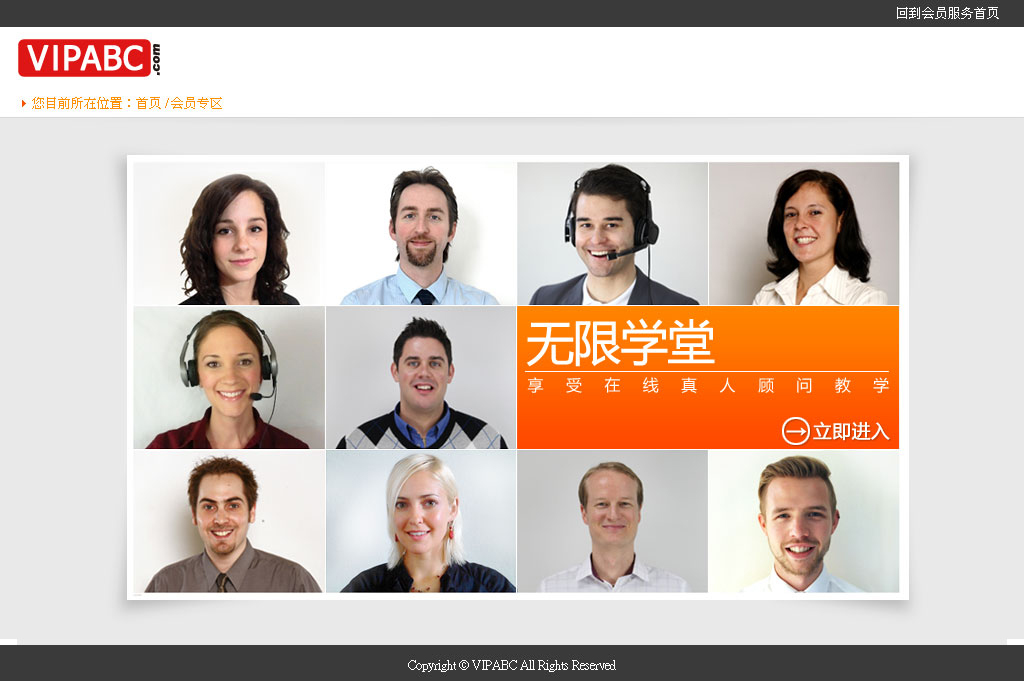 回到会员服务首页
VIPABC.com
您目前所在位置：首页 / 会员专区
无限学堂
享受在线真人顾问教学
立即进入
Copyright © VIPABC All Rights Reserved